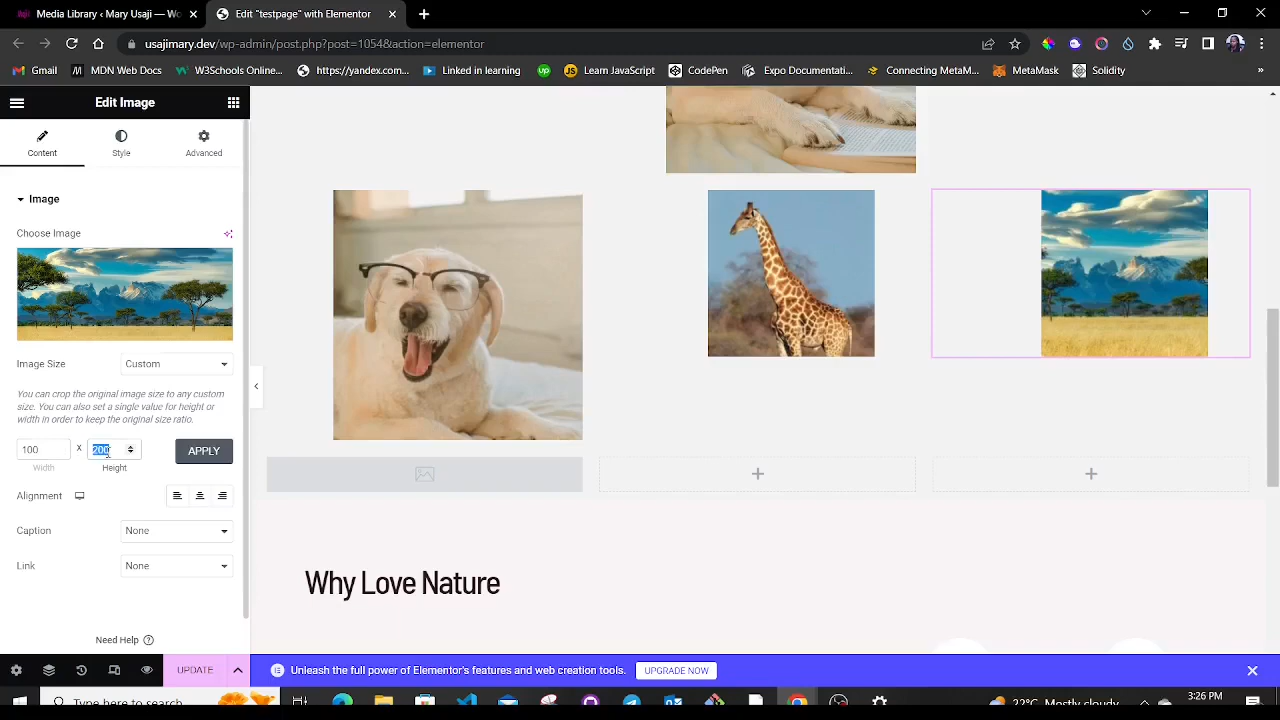 Media Library ‹ Mary Usaji — Wo
Edit "testpage" with Elementor
usajimary.dev/wp-admin/post.php?post=1054&action=elementor
Gmail
MDN Web Docs
W3Schools Onlin...
https://yandex.com...
Linked in learning
Learn JavaScript
CodePen
Expo Documentati...
Connecting MetaM...
MetaMask
Solidity
»
Edit Image
Content
Style
Advanced
Image
Choose Image
Image Size
Custom
You can crop the original image size to any custom
size. You can also set a single value for height or
width in order to keep the original size ratio.
100
x
200
APPLY
Width
Height
Alignment
Caption
None
Link
None
Need Help
Why Love Nature
UPDATE
Unleash the full power of Elementor's features and web creation tools.
UPGRADE NOW
Type here to search
22°C Mostly cloudy
3:26 PM